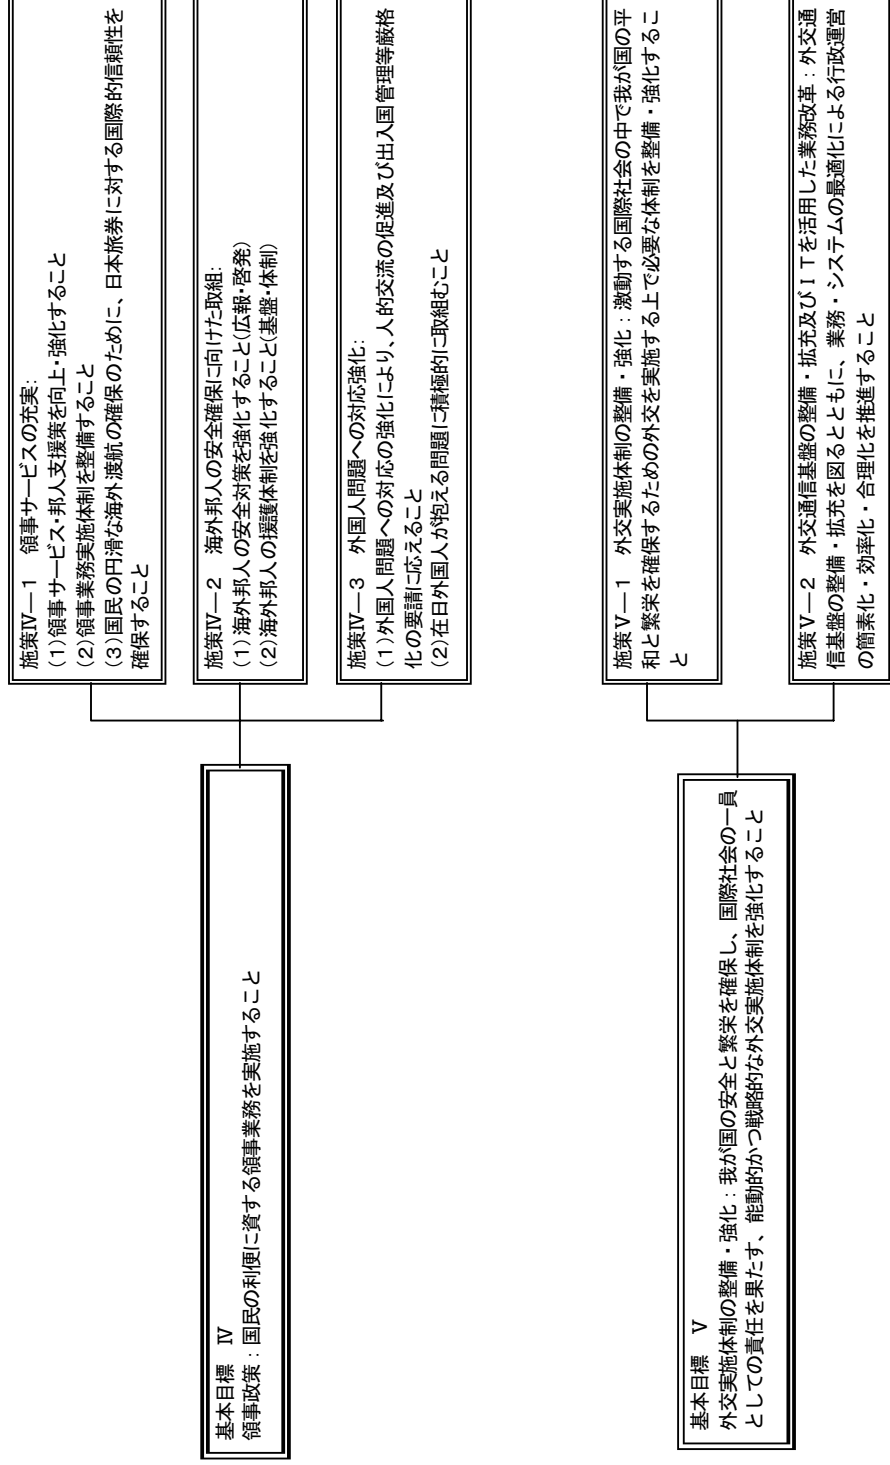 基本目標　Ⅳ
領事政策：国民の利便に資する領事業務を実施すること
施策Ⅳ―１　領事サービスの充実:
(1)領事サービス・邦人支援策を向上・強化すること
(2)領事業務実施体制を整備すること
(3)国民の円滑な海外渡航の確保のために、日本旅券に対する国際的信頼性を
確保すること
施策Ⅳ―２　海外邦人の安全確保に向けた取組:
(1)海外邦人の安全対策を強化すること(広報・啓発)
(2)海外邦人の援護体制を強化すること(基盤・体制)
施策Ⅳ―３　外国人問題への対応強化:
(1)外国人問題への対応の強化により、人的交流の促進及び出入国管理等厳格
化の要請に応えること
(2)在日外国人が抱える問題に積極的に取組むこと
基本目標　Ⅴ
外交実施体制の整備・強化：我が国の安全と繁栄を確保し、国際社会の一員
としての責任を果たす、能動的かつ戦略的な外交実施体制を強化すること
施策Ⅴ―１　外交実施体制の整備・強化：激動する国際社会の中で我が国の平
和と繁栄を確保するための外交を実施する上で必要な体制を整備・強化するこ
と
施策Ⅴ―２　外交通信基盤の整備・拡充及びＩＴを活用した業務改革：外交通
信基盤の整備・拡充を図るとともに、業務・システムの最適化による行政運営
の簡素化・効率化・合理化を推進すること